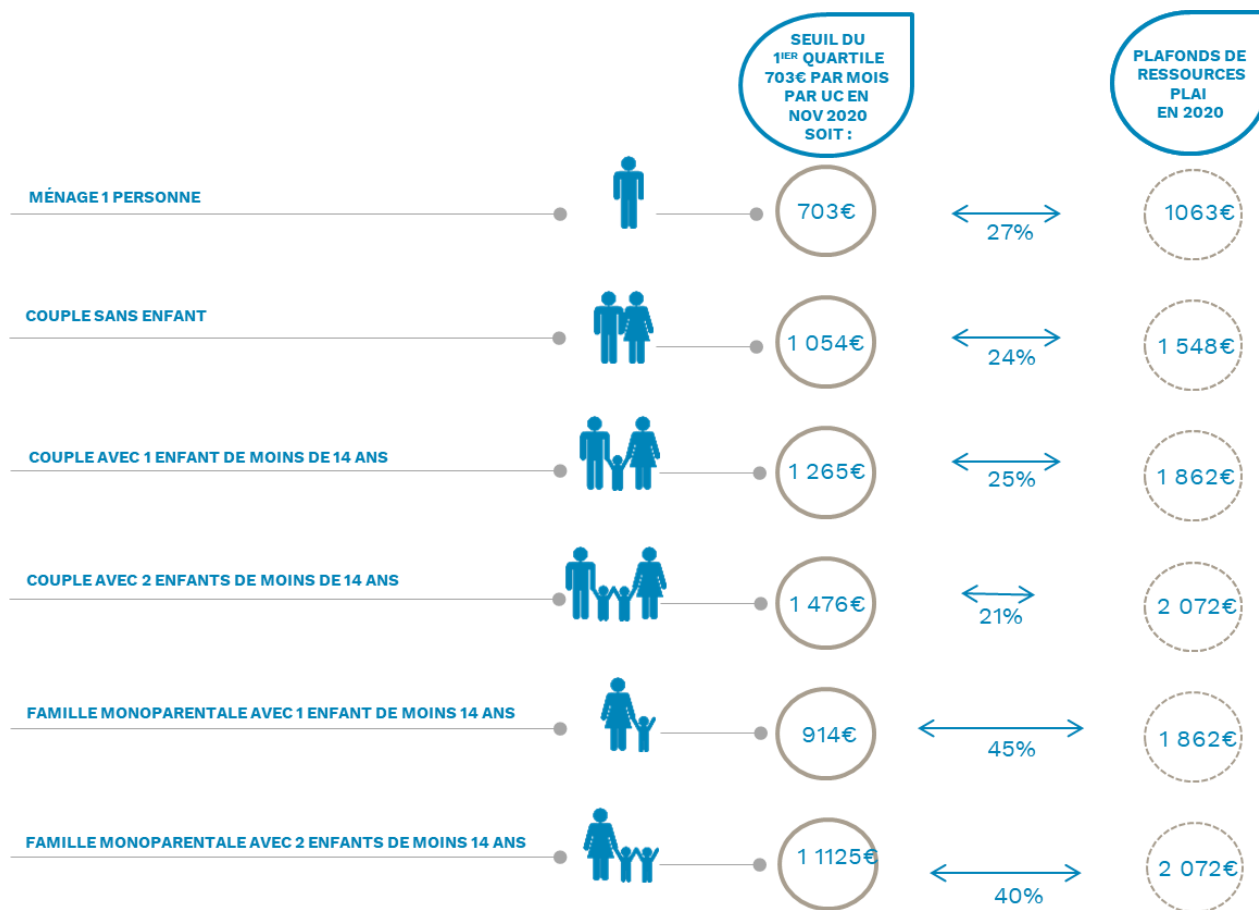 SEUIL DU
1IER QUARTILE
703€ PAR MOIS
PAR UC EN
NOV 2020
SOIT :
PLAFONDS DE
RESSOURCES
PLAI
EN 2020
MÉNAGE 1 PERSONNE
703€
27%
1063€
COUPLE SANS ENFANT
1 054€
24%
1 548€
COUPLE AVEC 1 ENFANT DE MOINS DE 14 ANS
1 265€
25%
1 862€
COUPLE AVEC 2 ENFANTS DE MOINS DE 14 ANS
1 476€
21%
2 072€
FAMILLE MONOPARENTALE AVEC 1 ENFANT DE MOINS 14 ANS
914€
45%
1 862€
FAMILLE MONOPARENTALE AVEC 2 ENFANTS DE MOINS 14 ANS
1 1125€
40%
2 072€